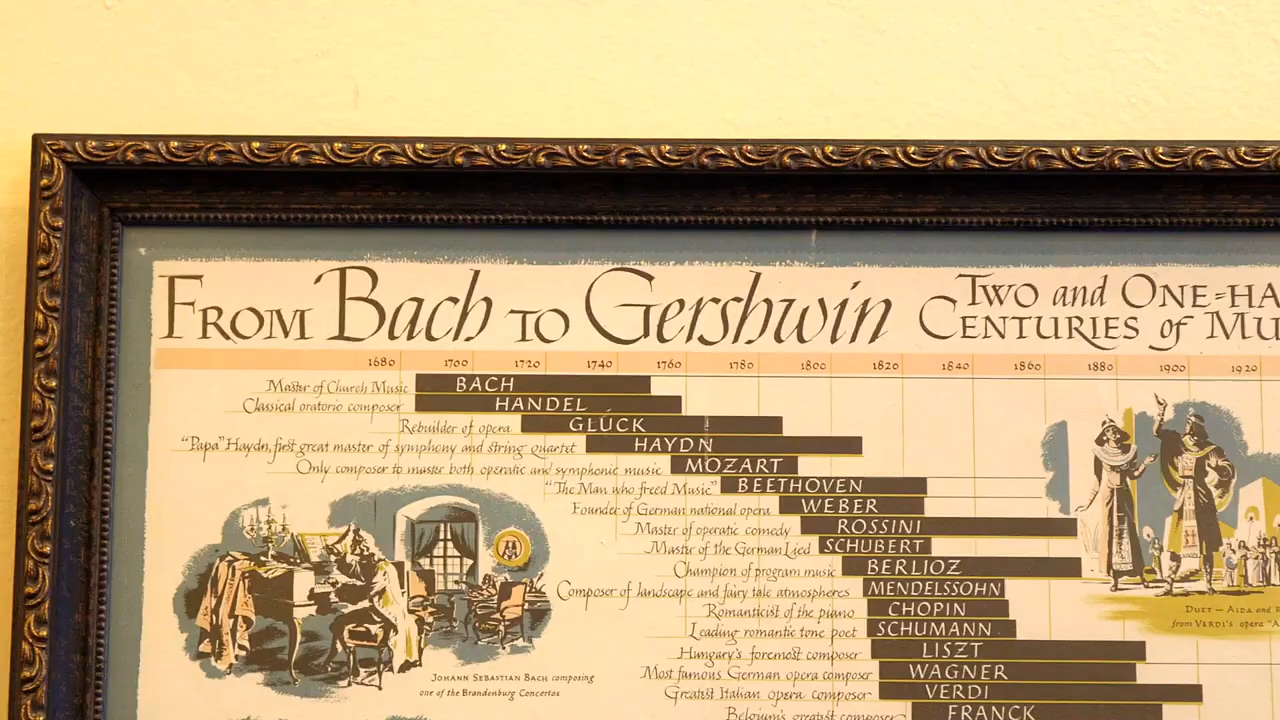 FROM Bach TO Gershwin
TWO and ONE=HA
CENTURIES of MU
1680 1700 1720 1740 1760 1780 1800 1820 1840 1860 1880 1900 1920
Master of Church Music BACH
Classical oratorio composer HANDEL
Rebuilder of opera GLÚCK
"Papa" Haydn, first great master of symphony and string quartet HAYDN
Only composer to master both operatic and symphonic music MOZART
"The Man who freed Music" BEETHOVEN
Founder of German national opera WEBER
Master of operatic comedy ROSSINI
Master of the German Lied SCHUBERT
Champion of program music BERLIOZ
Composer of landscape and fairy tale atmospheres MENDELSSOHN
Romanticist of the piano CHOPIN
Leading romantic tone poet SCHUMANN
Hungary's foremost composer LISZT
Most famous German opera composer WAGNER
Greatest Italian opera composer VERDI
Belgium's greatest composer FRANCK
DUET — AIDA and R
from VERDI'S opera "A
JOHANN SEBASTIAN BACH composing
one of the Brandenburg Concertos